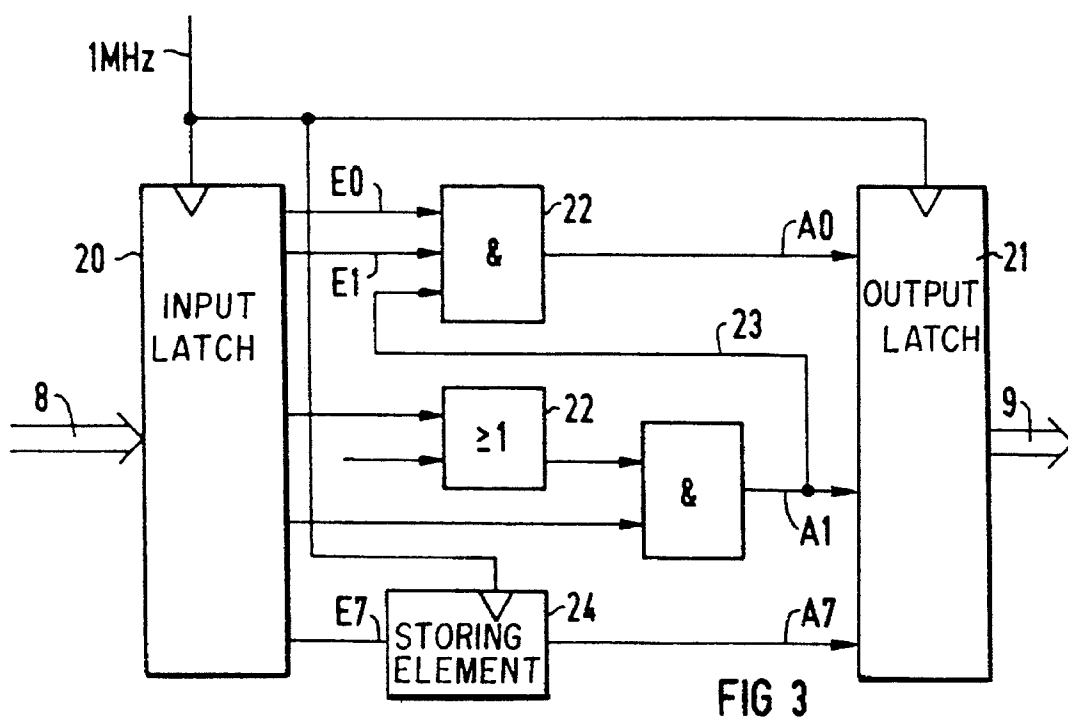 1MHz
E0
22
A0
20
&
21
E1
INPUT
LATCH
OUTPUT
LATCH
23
8
22
9
≥1
&
A1
E7
24
A7
STORING
ELEMENT
FIG 3